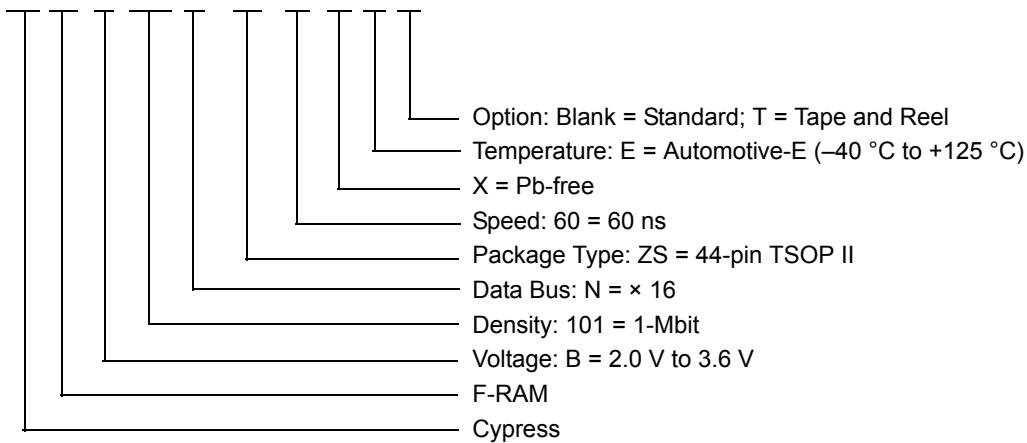 Option: Blank = Standard; T = Tape and Reel
Temperature: E = Automotive-E (–40 °C to +125 °C)
X = Pb-free
Speed: 60 = 60 ns
Package Type: ZS = 44-pin TSOP II
Data Bus: N = × 16
Density: 101 = 1-Mbit
Voltage: B = 2.0 V to 3.6 V
F-RAM
Cypress